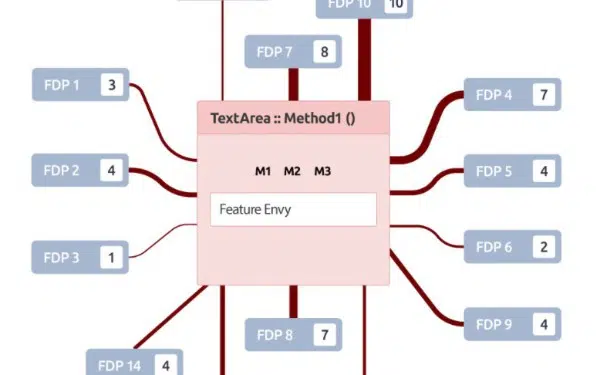 FDP 10 10
FDP 7 8
FDP 1 3
FDP 4 7
TextArea :: Method1 ()
FDP 2 4
M1 M2 M3
FDP 5 4
Feature Envy
FDP 3 1
FDP 6 2
FDP 8 7
FDP 9 4
FDP 14 4